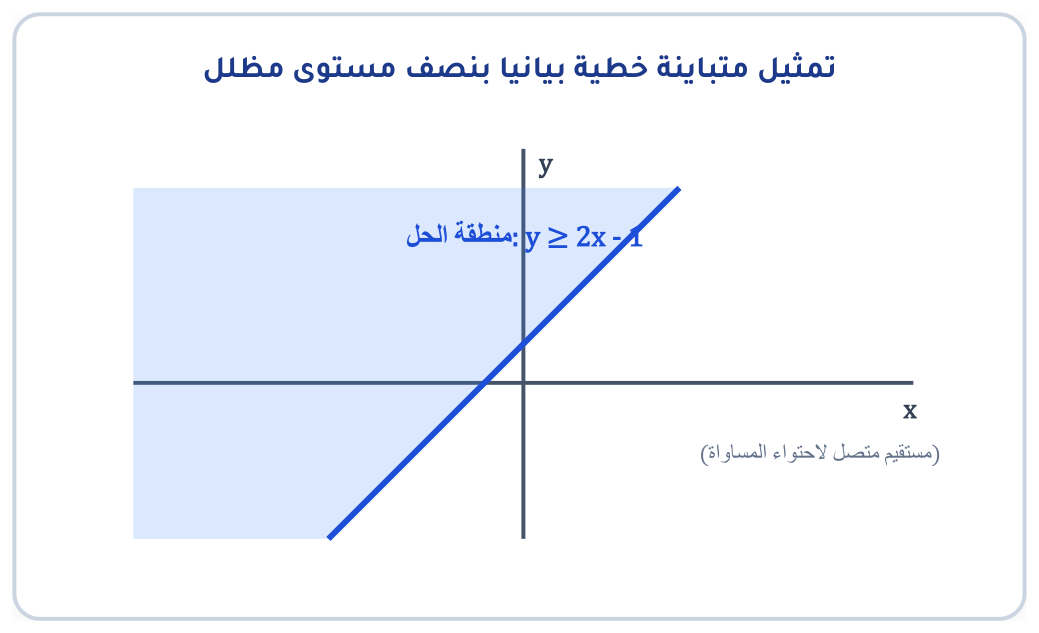 تمثيل متباينة خطية بيانيا بنصف مستوى مظلل
y
منطقة الحل: y ≥ 2x - 1
x
(مستقيم متصل لاحتواء المساواة)